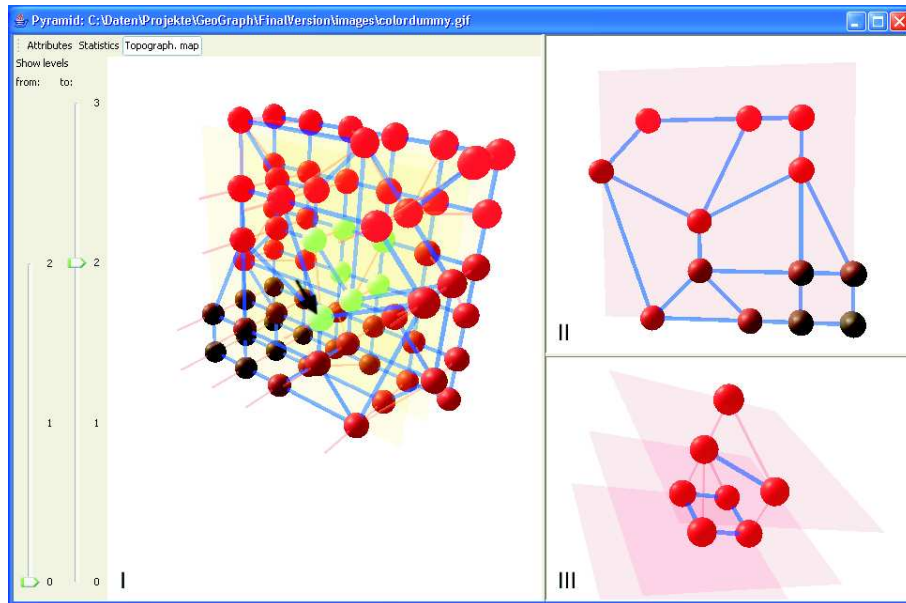 Pyramid: C:\Daten\Projekte\GeoGraph\FinalVersion\images\colordummy.gif
Attributes Statistics Topograph. map
Show levels
from: to:
3
2 2
1 1
0 0
I
II
III